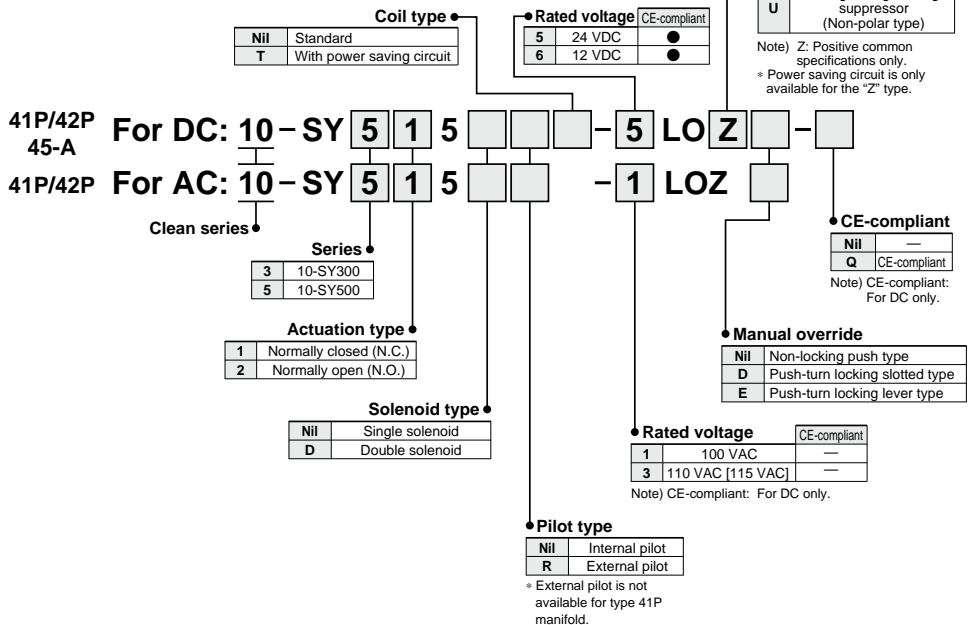 Coil type
Nil Standard
T With power saving circuit
Rated voltage CE-compliant
5 24 VDC ●
6 12 VDC ●
U suppressor
(Non-polar type)
Note) Z: Positive common
specifications only.
* Power saving circuit is only
available for the “Z” type.
41P/42P
45-A
For DC: 10 – SY 5 1 5 – 5 LO Z –
41P/42P For AC: 10 – SY 5 1 5 – 1 LOZ
Clean series
Series
3 10-SY300
5 10-SY500
CE-compliant
Nil —
Q CE-compliant
Note) CE-compliant:
For DC only.
Actuation type
1 Normally closed (N.C.)
2 Normally open (N.O.)
Manual override
Nil Non-locking push type
D Push-turn locking slotted type
E Push-turn locking lever type
Solenoid type
Nil Single solenoid
D Double solenoid
Rated voltage CE-compliant
1 100 VAC —
3 110 VAC [115 VAC] —
Note) CE-compliant: For DC only.
Pilot type
Nil Internal pilot
R External pilot
* External pilot is not
available for type 41P
manifold.